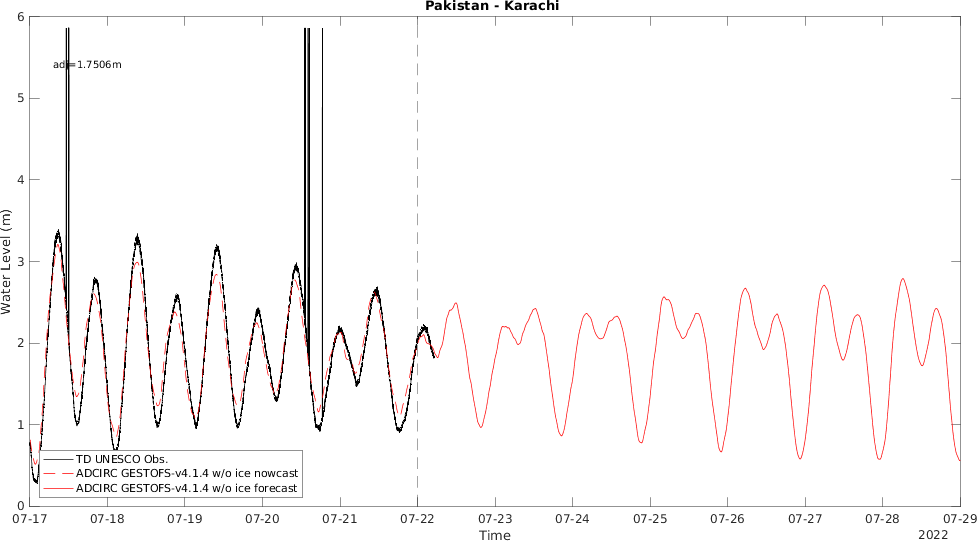 Pakistan - Karachi
6
5
4
3
2
1
0
Water Level (m)
adj=1.7506m
TD UNESCO Obs.
ADCIRC GESTOFS-v4.1.4 w/o ice nowcast
ADCIRC GESTOFS-v4.1.4 w/o ice forecast
07-17 07-18 07-19 07-20 07-21 07-22 07-23 07-24 07-25 07-26 07-27 07-28 07-29
Time
2022